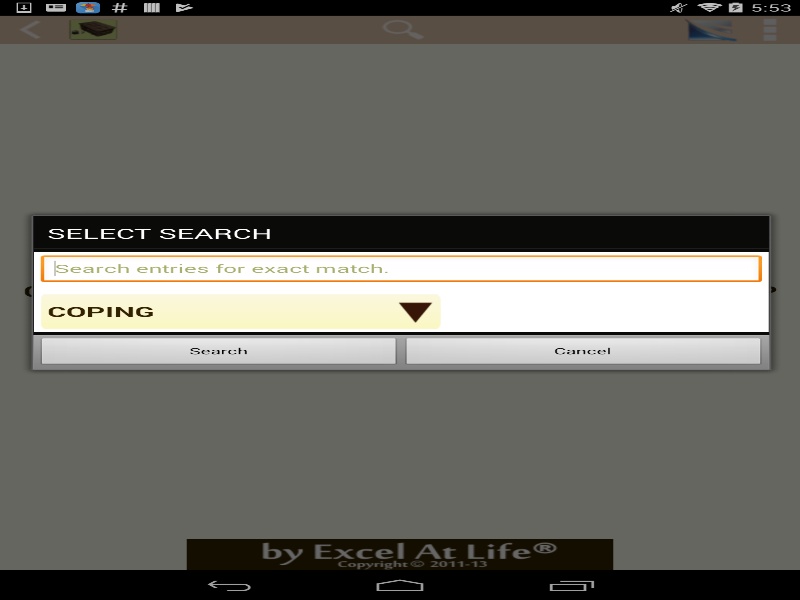 5:53
SELECT SEARCH
Search entries for exact match.
COPING
Search
Cancel
by Excel At Life®
Copyright © 2011-13